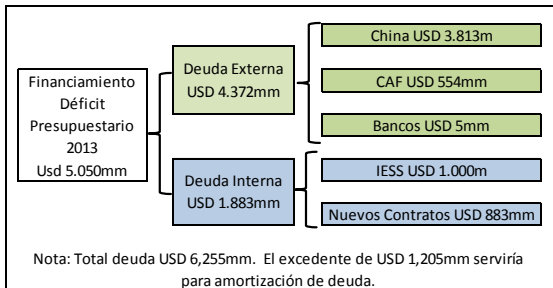 Financiamiento
Déficit
Presupuestario
2013
Usd 5.050mm
Deuda Externa
USD 4.372mm
China USD 3.813m
CAF USD 554mm
Bancos USD 5mm
Deuda Interna
USD 1.883mm
IESS USD 1.000m
Nuevos Contratos USD 883mm
Nota: Total deuda USD 6,255mm. El excedente de USD 1,205mm serviría
para amortización de deuda.